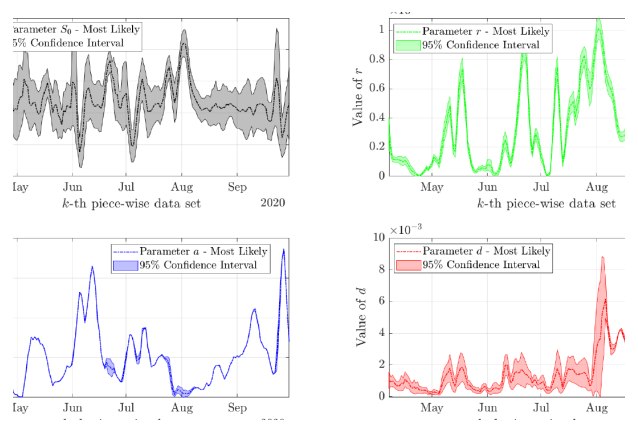 Parameter S₀ - Most Likely
95% Confidence Interval
May Jun Jul Aug Sep
k-th piece-wise data set 2020
Parameter r - Most Likely
95% Confidence Interval
Value of r
1
0.8
0.6
0.4
0.2
0
May Jun Jul Aug
k-th piece-wise data set
Parameter a - Most Likely
95% Confidence Interval
May Jun Jul Aug Sep
×10⁻³
Parameter d - Most Likely
95% Confidence Interval
Value of d
10
8
6
4
2
0
May Jun Jul Aug